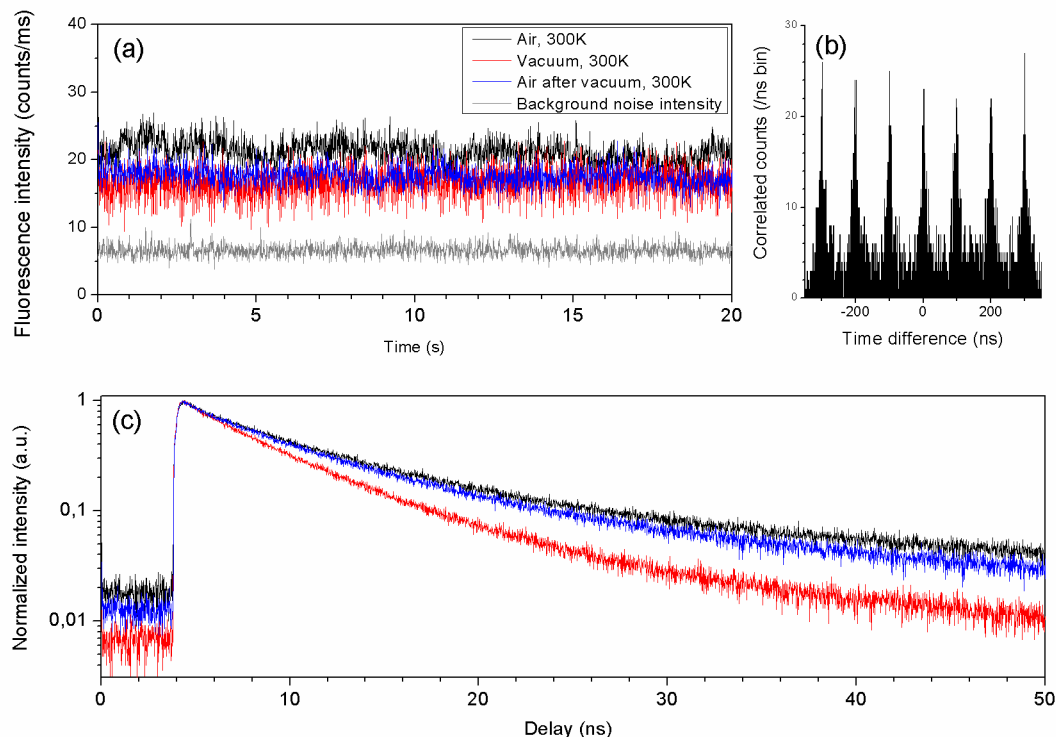 (a)
Fluorescence intensity (counts/ms)
40
30
20
10
0
Air, 300K
Vacuum, 300K
Air after vacuum, 300K
Background noise intensity
0 5 10 15 20
Time (s)
(b)
Correlated counts (/ns bin)
30
20
10
0
-200 0 200
Time difference (ns)
(c)
Normalized intensity (a.u.)
1
0.1
0,01
0 10 20 30 40 50
Delay (ns)